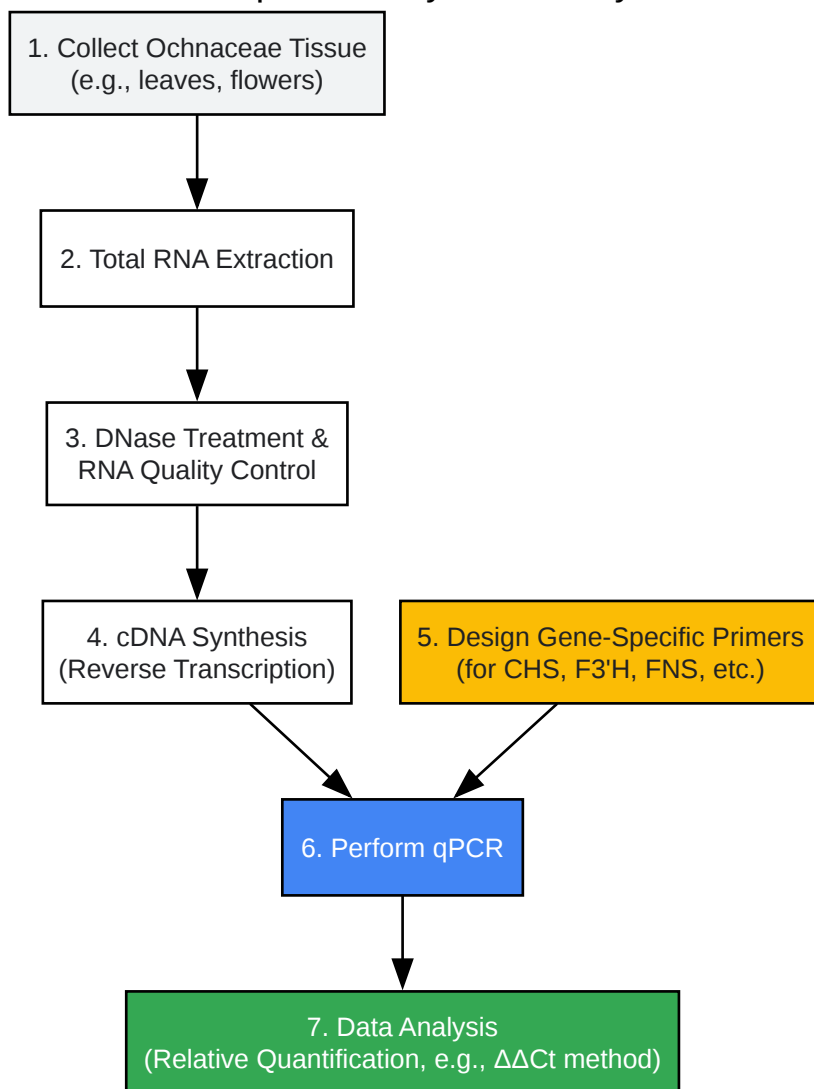 1. Collect Ochnaceae Tissue
(e.g., leaves, flowers)
2. Total RNA Extraction
3. DNase Treatment &
RNA Quality Control
4. cDNA Synthesis
(Reverse Transcription)
5. Design Gene-Specific Primers
(for CHS, F3'H, FNS, etc.)
6. Perform qPCR
7. Data Analysis
(Relative Quantification, e.g., ΔΔCt method)